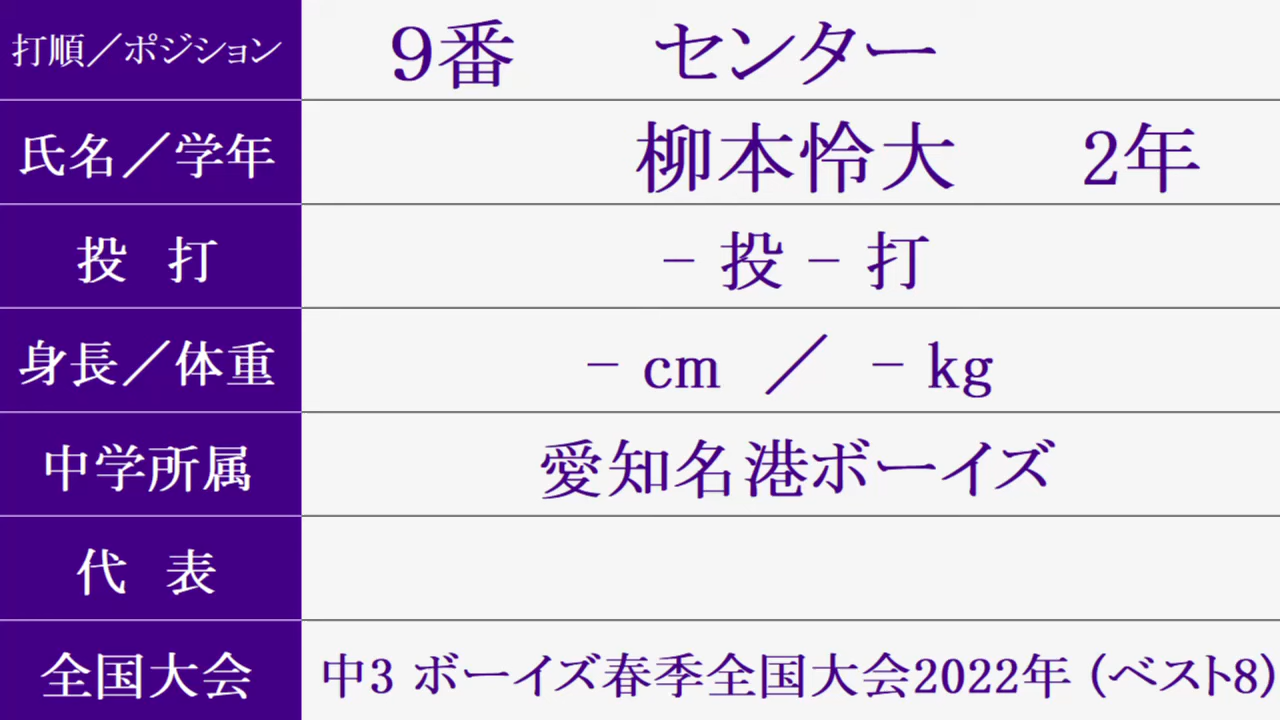 打順／ポジション 9番 センター
氏名／学年 柳本怜大 2年
投 打 － 投 － 打
身長／体重 － cm ／ － kg
中学所属 愛知名港ボーイズ
代 表
全国大会 中3 ボーイズ春季全国大会2022年 (ベスト8)